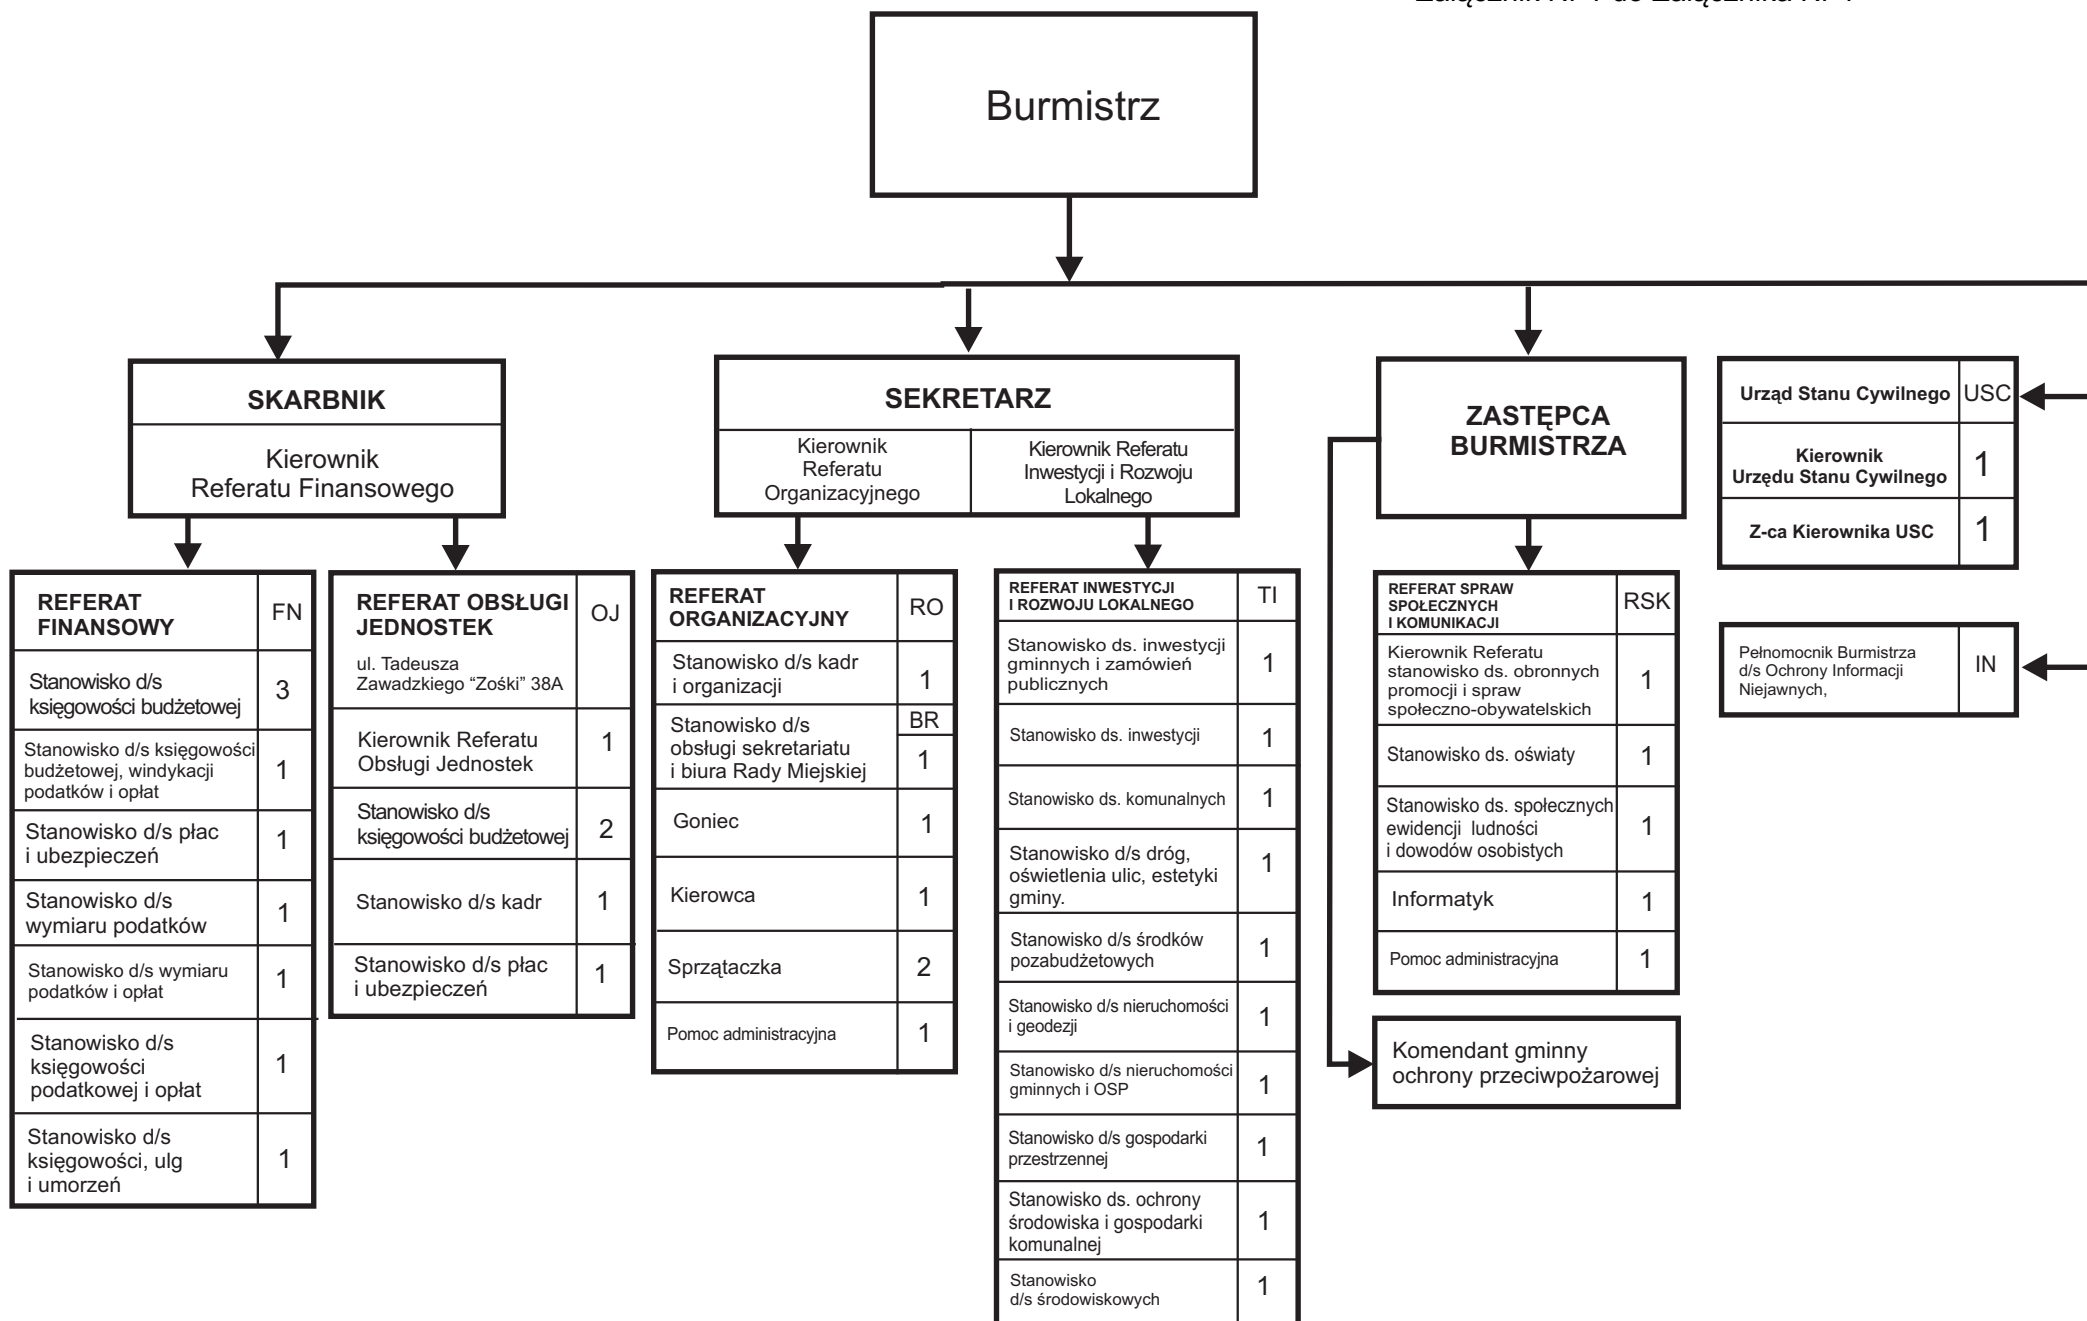 Załącznik Nr 1 do Załącznika Nr 1
Burmistrz
SKARBNIK
Kierownik
Referatu Finansowego
SEKRETARZ
Kierownik
Referatu
Organizacyjnego
Kierownik Referatu
Inwestycji i Rozwoju
Lokalnego
ZASTĘPCA
BURMISTRZA
Urząd Stanu Cywilnego USC
Kierownik
Urzędu Stanu Cywilnego 1
Z-ca Kierownika USC 1
Pełnomocnik Burmistrza
d/s Ochrony Informacji IN
Niejawnych,
REFERAT
FINANSOWY FN
Stanowisko d/s
księgowości budżetowej 3
Stanowisko d/s księgowości
budżetowej, windykacji 1
podatków i opłat
Stanowisko d/s płac
i ubezpieczeń 1
Stanowisko d/s
wymiaru podatków 1
Stanowisko d/s wymiaru
podatków i opłat 1
Stanowisko d/s
księgowości 1
podatkowej i opłat
Stanowisko d/s
księgowości, ulg 1
i umorzeń
REFERAT OBSŁUGI
JEDNOSTEK OJ
ul. Tadeusza
Zawadzkiego “Zośki” 38A
Kierownik Referatu 1
Obsługi Jednostek
Stanowisko d/s
księgowości budżetowej 2
Stanowisko d/s kadr 1
Stanowisko d/s płac
i ubezpieczeń 1
REFERAT
ORGANIZACYJNY RO
Stanowisko d/s kadr
i organizacji 1
Stanowisko d/s BR
obsługi sekretariatu
i biura Rady Miejskiej 1
Goniec 1
Kierowca 1
Sprzątaczka 2
Pomoc administracyjna 1
REFERAT INWESTYCJI
I ROZWOJU LOKALNEGO TI
Stanowisko ds. inwestycji
gminnych i zamówień 1
publicznych
Stanowisko ds. inwestycji 1
Stanowisko ds. komunalnych 1
Stanowisko d/s dróg,
oświetlenia ulic, estetyki 1
gminy.
Stanowisko d/s środków
pozabudżetowych 1
Stanowisko d/s nieruchomości
i geodezji 1
Stanowisko d/s nieruchomości
gminnych i OSP 1
Stanowisko d/s gospodarki
przestrzennej 1
Stanowisko ds. ochrony
środowiska i gospodarki 1
komunalnej
Stanowisko
d/s środowiskowych 1
REFERAT SPRAW
SPOŁECZNYCH RSK
I KOMUNIKACJI
Kierownik Referatu
stanowisko ds. obronnych
promocji i spraw 1
społeczno-obywatelskich
Stanowisko ds. oświaty 1
Stanowisko ds. społecznych
ewidencji ludności 1
i dowodów osobistych
Informatyk 1
Pomoc administracyjna 1
Komendant gminny
ochrony przeciwpożarowej